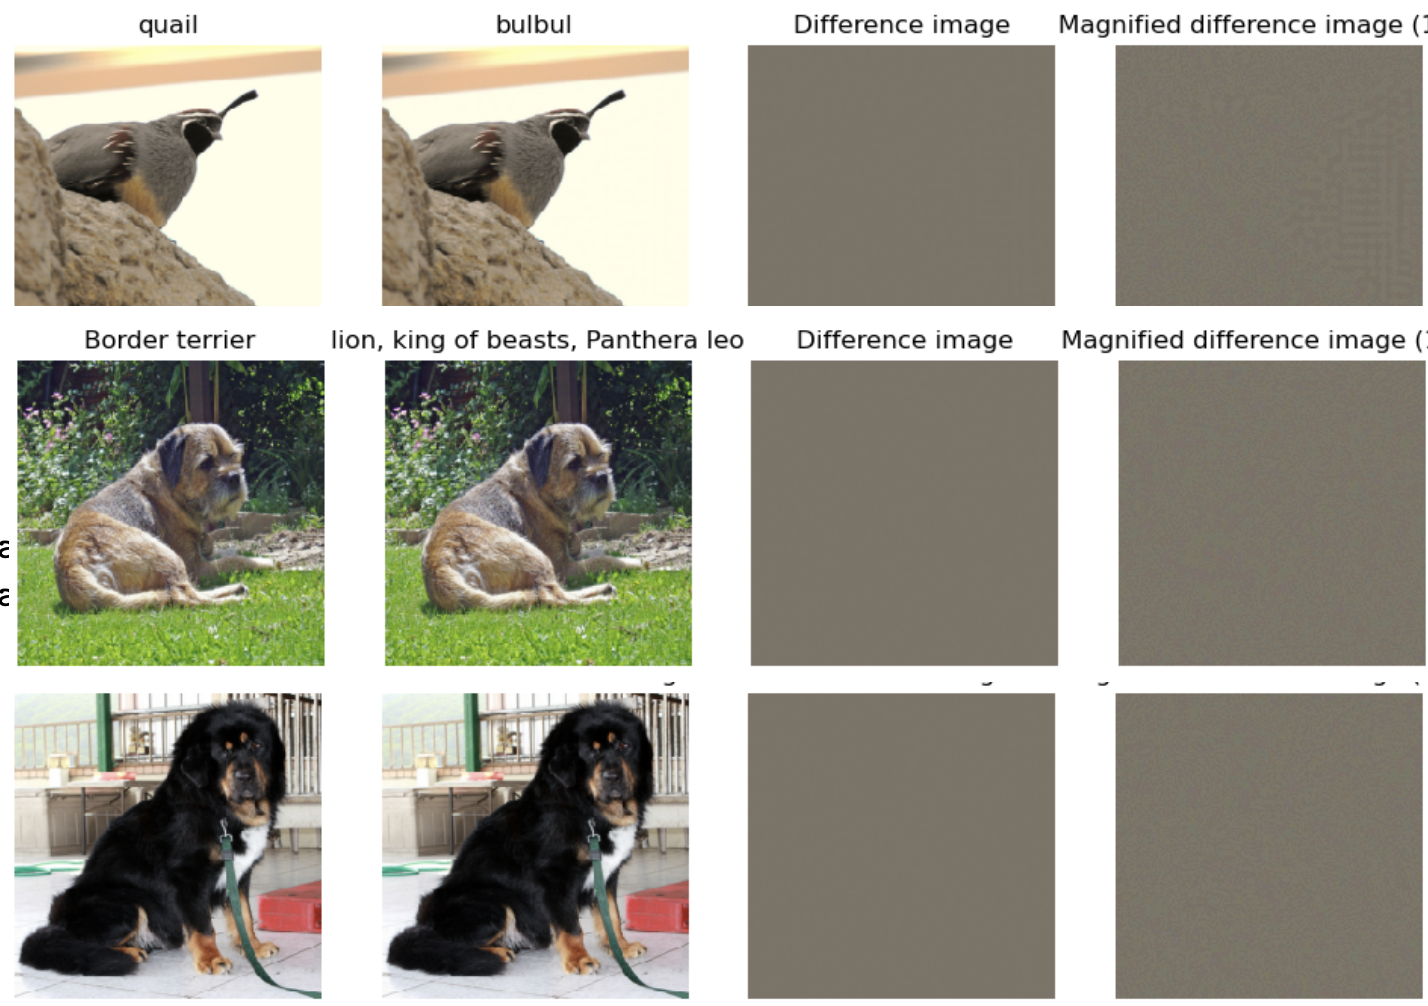 quail
bulbul
Difference image
Magnified difference image (1
Border terrier
lion, king of beasts, Panthera leo
Difference image
Magnified difference image (1
a
a